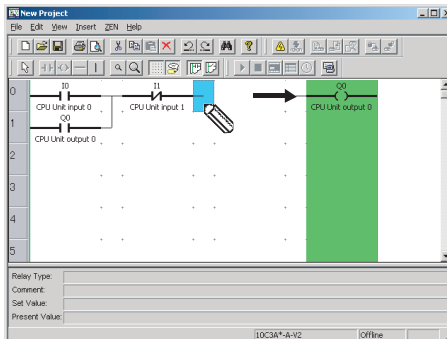 New Project
File Edit View Insert ZEN Help
0
I0
I1
Q0
CPU Unit input 0
CPU Unit input 1
CPU Unit output 0
1
Q0
CPU Unit output 0
2
3
4
5
Relay Type:
Comment:
Set Value:
Present Value:
10C3A*-A-V2
Offline